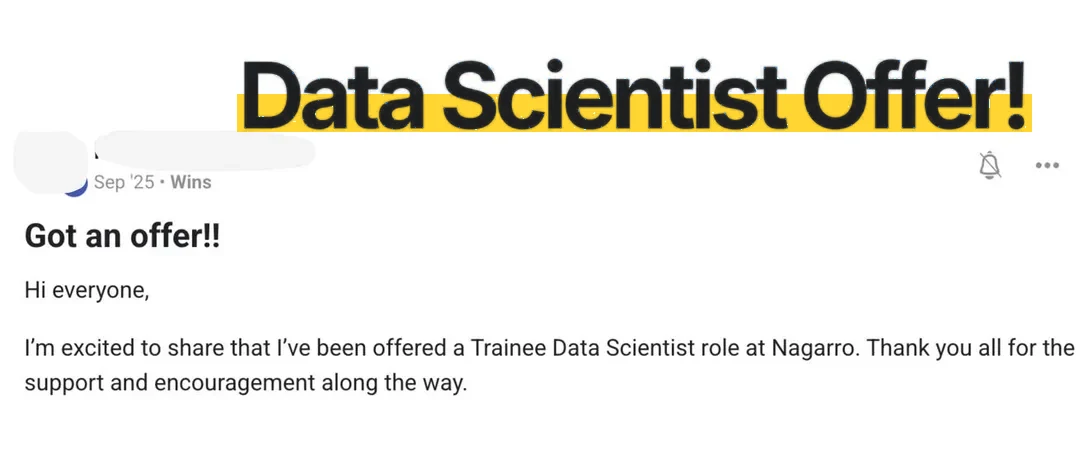 Data Scientist Offer!
Sep '25 • Wins
Got an offer!!
Hi everyone,
I’m excited to share that I’ve been offered a Trainee Data Scientist role at Nagarro. Thank you all for the
support and encouragement along the way.